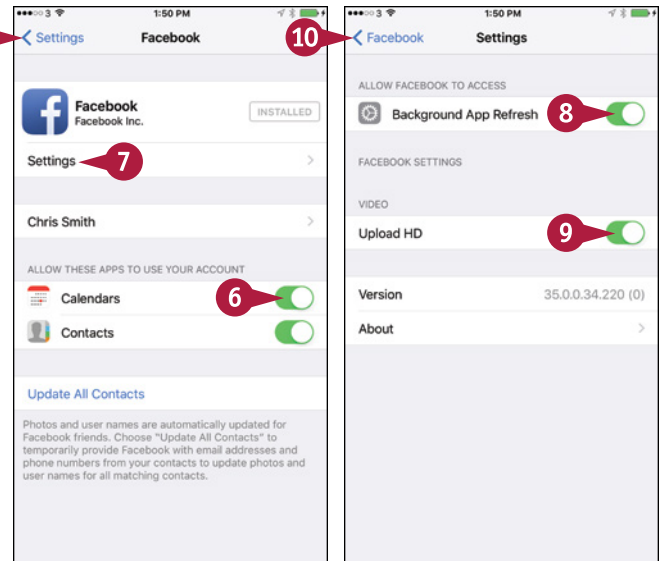 3 1:50 PM
Settings Facebook
Facebook
Facebook Inc.
INSTALLED
Settings 7
Chris Smith
ALLOW THESE APPS TO USE YOUR ACCOUNT
Calendars 6
Contacts
Update All Contacts
Photos and user names are automatically updated for
Facebook friends. Choose "Update All Contacts" to
temporarily provide Facebook with email addresses and
phone numbers from your contacts to update photos and
user names for all matching contacts.
3 1:50 PM
10 Facebook Settings
ALLOW FACEBOOK TO ACCESS
Background App Refresh 8
FACEBOOK SETTINGS
VIDEO
Upload HD 9
Version 35.0.0.34.220 (0)
About